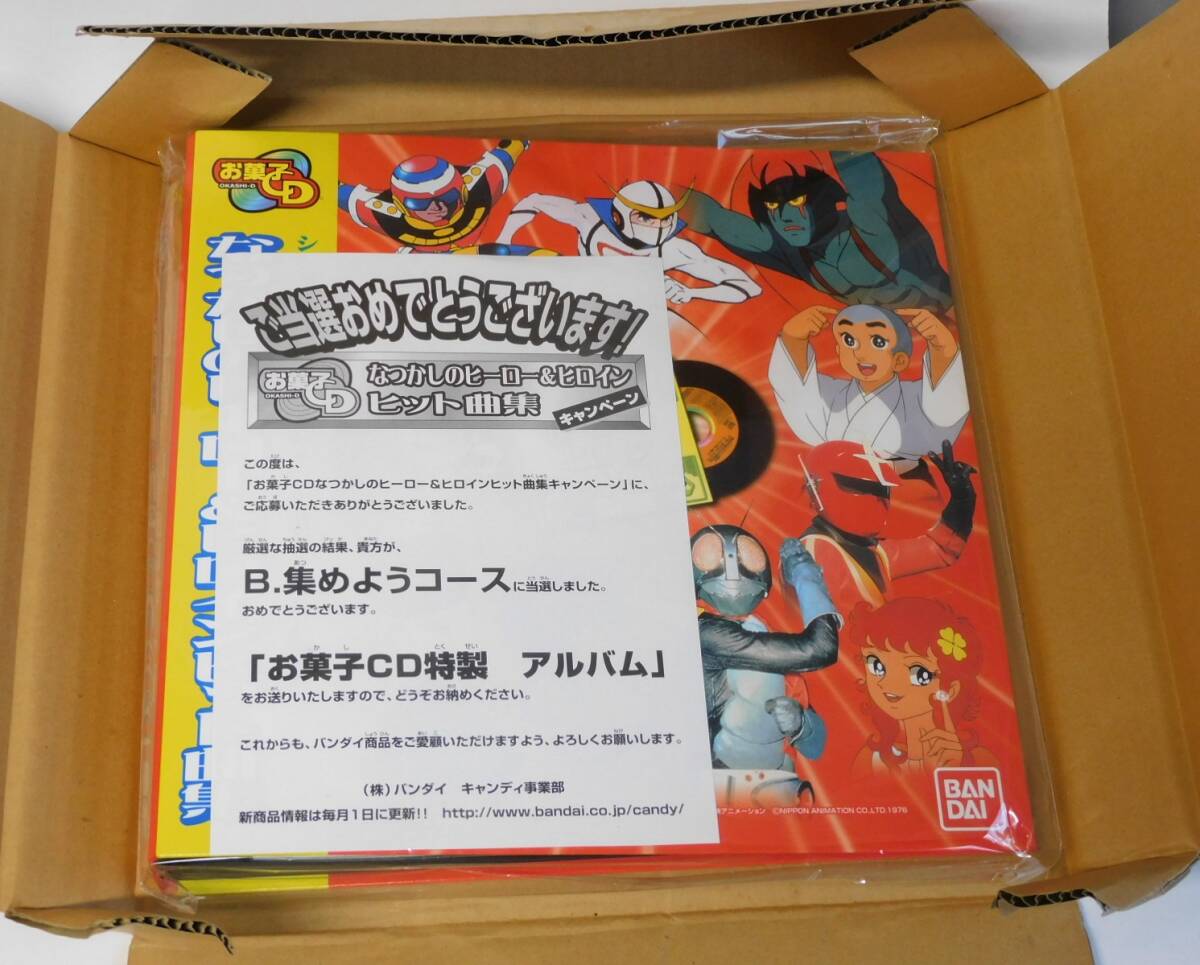 お菓子CD
OKASHI-D
シ
ご当選おめでとうございます!
お菓子CD
OKASHI-D
なつかしのヒーロー&ヒロイン
ヒット曲集
キャンペーン
この度は、
「お菓子CDなつかしのヒーロー&ヒロインヒット曲集キャンペーン」に、
ご応募いただきありがとうございました。
厳選な抽選の結果、貴方が、
B.集めようコースに当選しました。
おめでとうございます。
「お菓子CD特製 アルバム」
をお送りいたしますので、どうぞお納めください。
これからも、バンダイ商品をご愛顧いただけますよう、よろしくお願いします。
(株)バンダイ キャンディ事業部
新商品情報は毎月1日に更新!! http://www.bandai.co.jp/candy/
アニメーション ©NIPPON ANIMATION CO.,LTD.1976
BAN
DAI